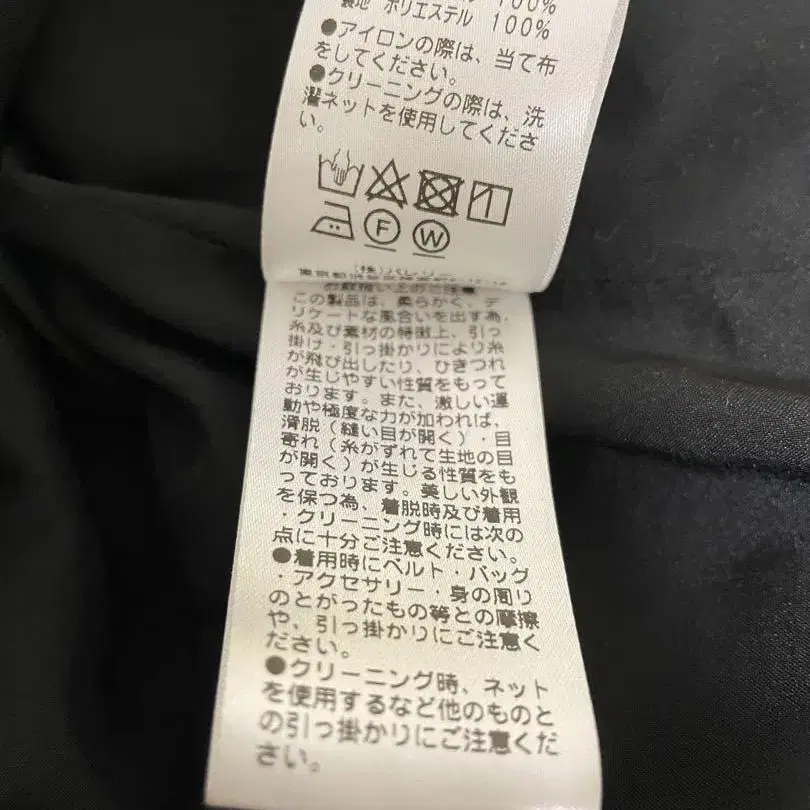 100%
裏地 ポリエステル 100%
●アイロンの際は、当て布
をしてください。
●クリーニングの際は、洗
濯ネットを使用してくださ
い。
F
W
お取扱い上のご注意
この製品は、柔らかく、デ
リケートな風合いを出す為、
糸及び素材の特徴上、引っ
掛け・引っ掛かりにより糸
が飛び出したり、ひきつれ
が生じやすい性質をもって
おります。また、激しい運
動や極度な力が加われば、
滑脱（縫い目が開く）・目
寄れ（糸がずれて生地の目
が開く）が生じる性質をも
っております。美しい外観
を保つ為、着脱時及び着用
・クリーニング時には次の
点に十分ご注意ください。
●着用時にベルト・バッグ
・アクセサリー・身の周り
のとがったもの等との摩擦
や、引っ掛かりにご注意く
ださい。
●クリーニング時、ネット
を使用するなど他のものと
の引っ掛かりにご注意くだ
さい。